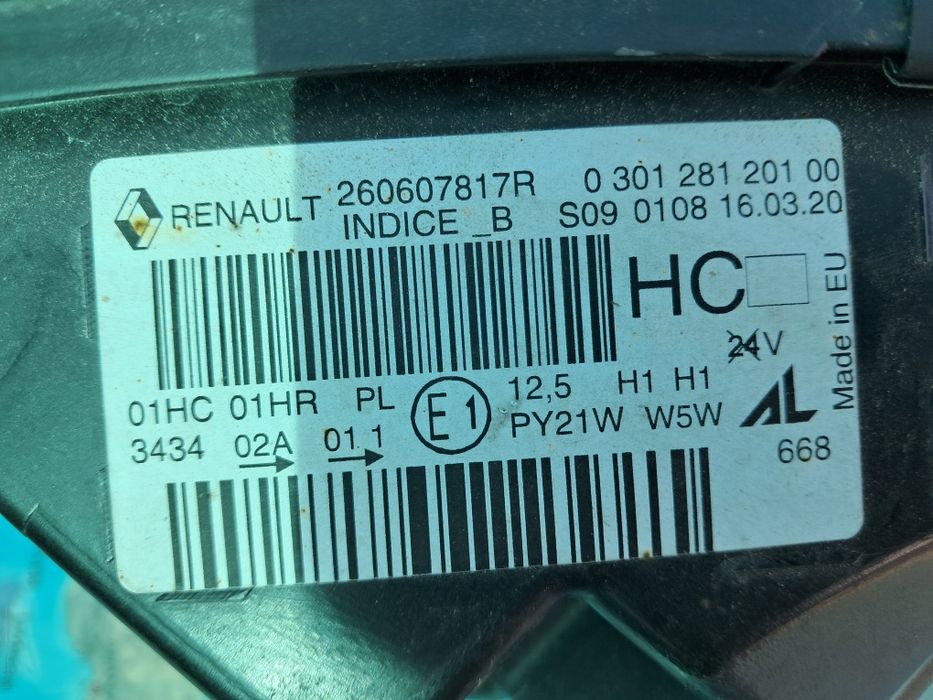 RENAULT 260607817R 0 301 281 201 00
INDICE _B S09 0108 16.03.20
HC
24V
Made in EU
01HC 01HR PL E1 12,5 H1 H1
3434 02A 01 1 PY21W W5W AL
668